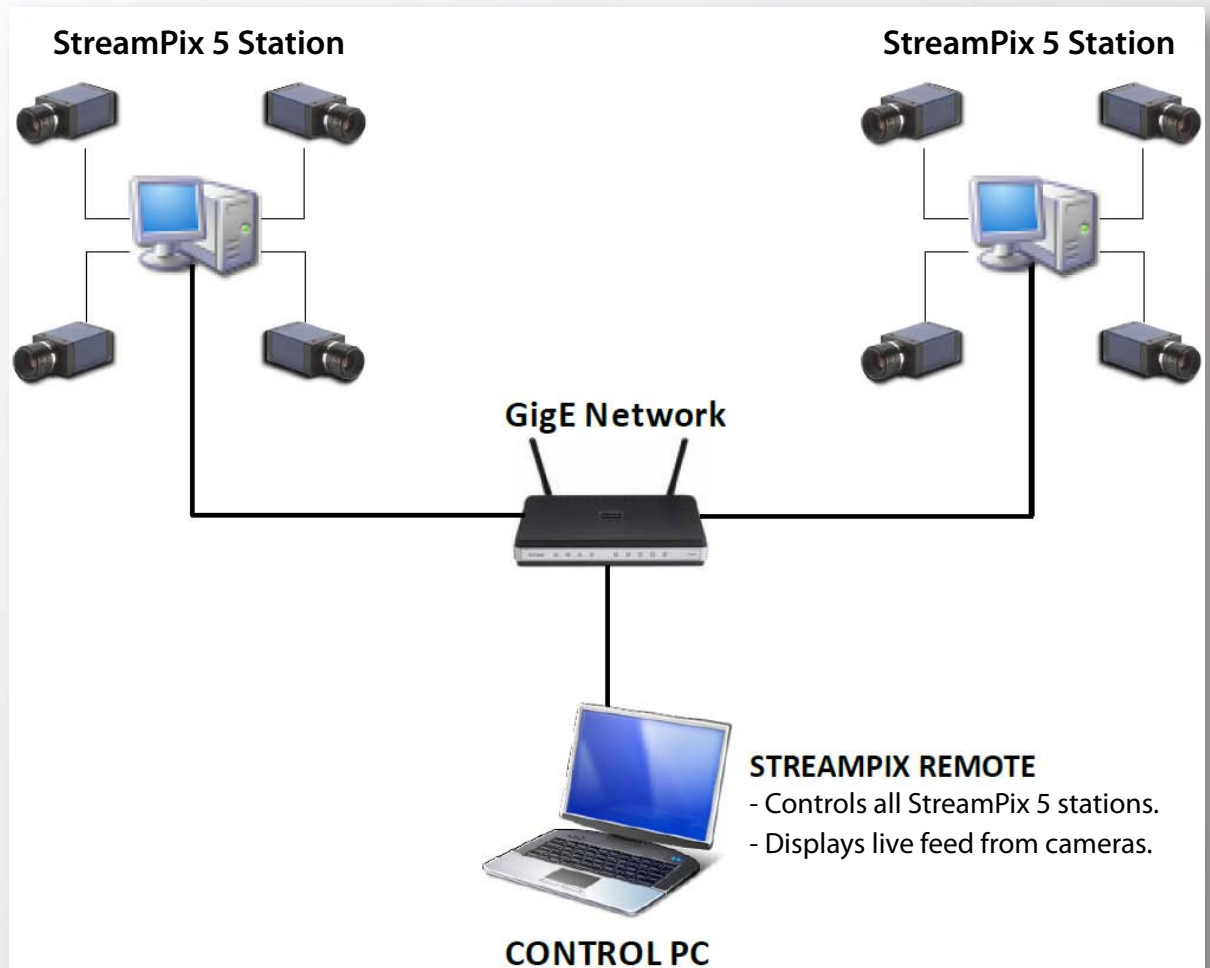 StreamPix 5 Station
StreamPix 5 Station
GigE Network
STREAMPIX REMOTE
- Controls all StreamPix 5 stations.
- Displays live feed from cameras.
CONTROL PC